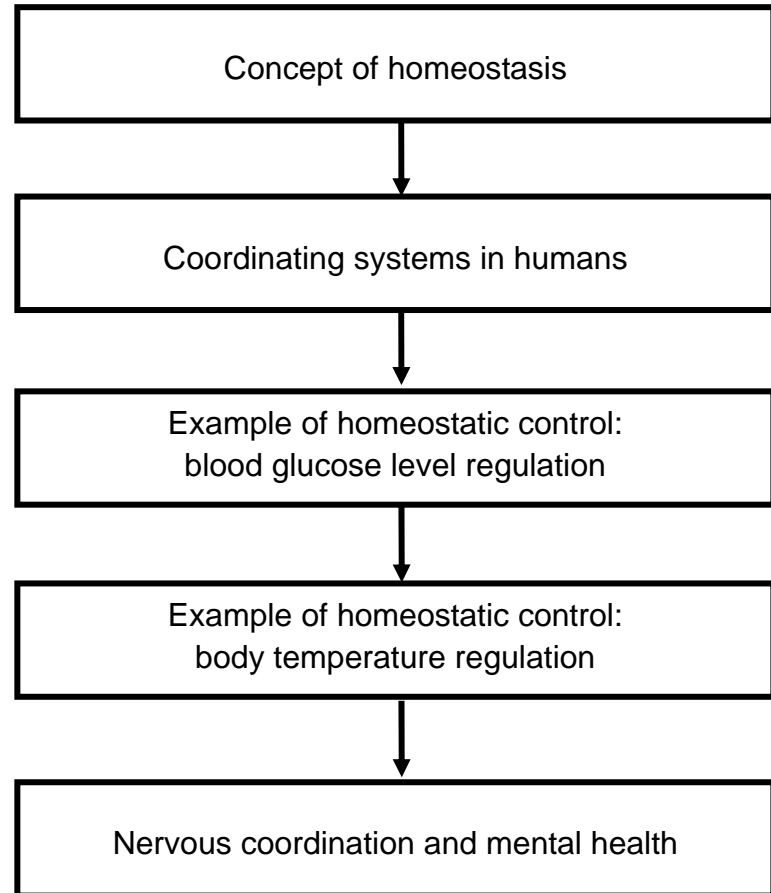 Concept of homeostasis
Coordinating systems in humans
Example of homeostatic control:
blood glucose level regulation
Example of homeostatic control:
body temperature regulation
Nervous coordination and mental health